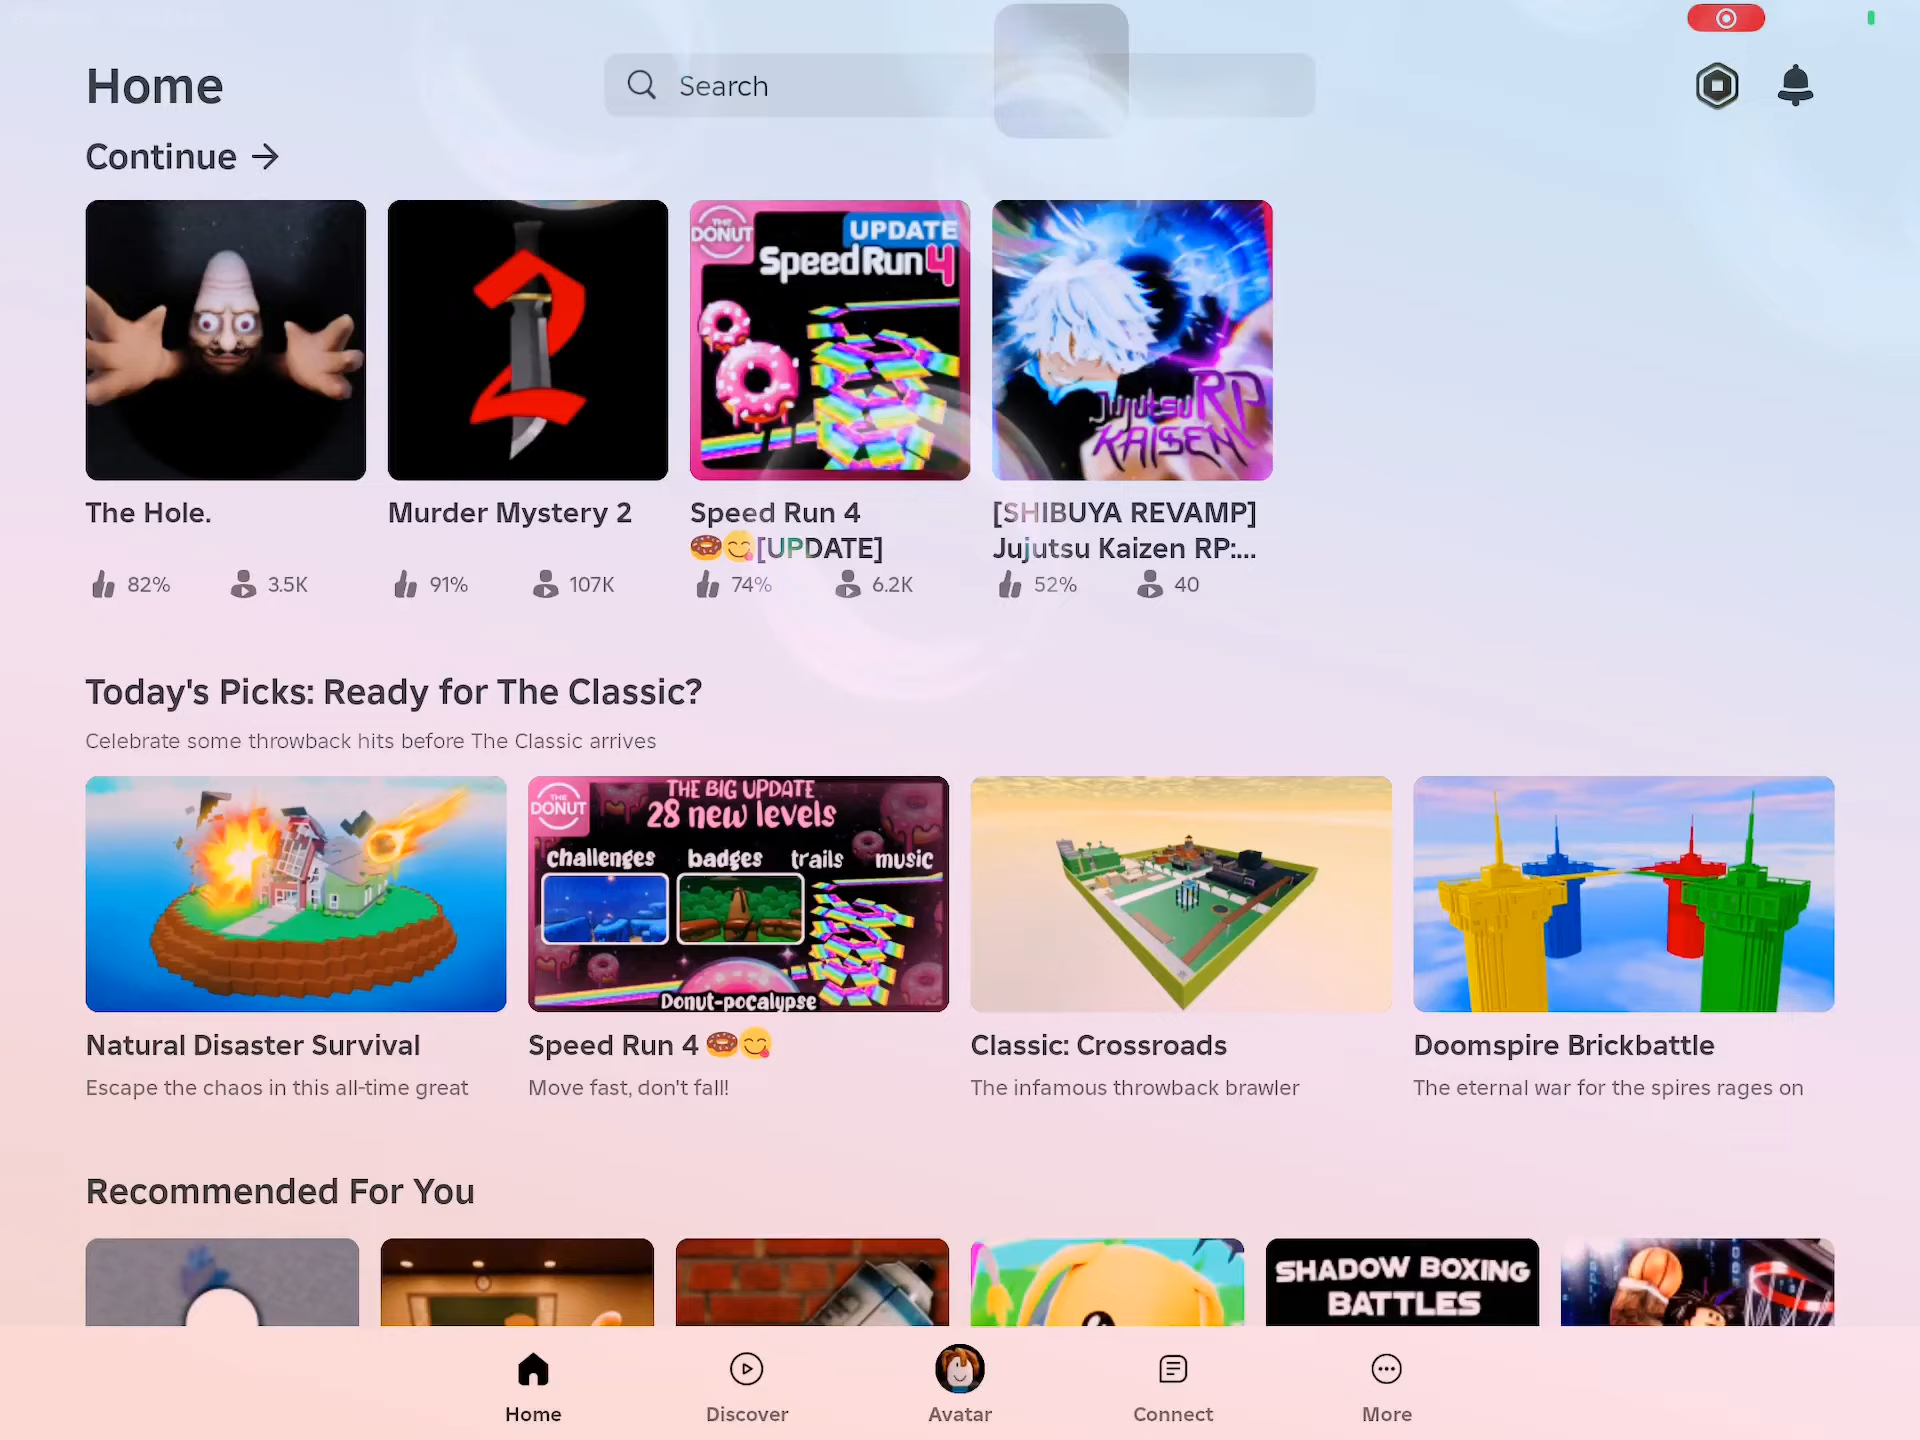 Home
Search
Continue →
THE DONUT
UPDATE
Speed Run 4
2
Jujutsu RP
KAISEN
The Hole.
Murder Mystery 2
Speed Run 4
🍩😋[UPDATE]
[SHIBUYA REVAMP]
Jujutsu Kaizen RP:...
82% 3.5K
91% 107K
74% 6.2K
52% 40
Today's Picks: Ready for The Classic?
Celebrate some throwback hits before The Classic arrives
THE DONUT
THE BIG UPDATE
28 new levels
challenges badges trails music
Donut-pocalypse
Natural Disaster Survival
Escape the chaos in this all-time great
Speed Run 4 🍩😋
Move fast, don't fall!
Classic: Crossroads
The infamous throwback brawler
Doomspire Brickbattle
The eternal war for the spires rages on
Recommended For You
SHADOW BOXING
BATTLES
Home
Discover
Avatar
Connect
More